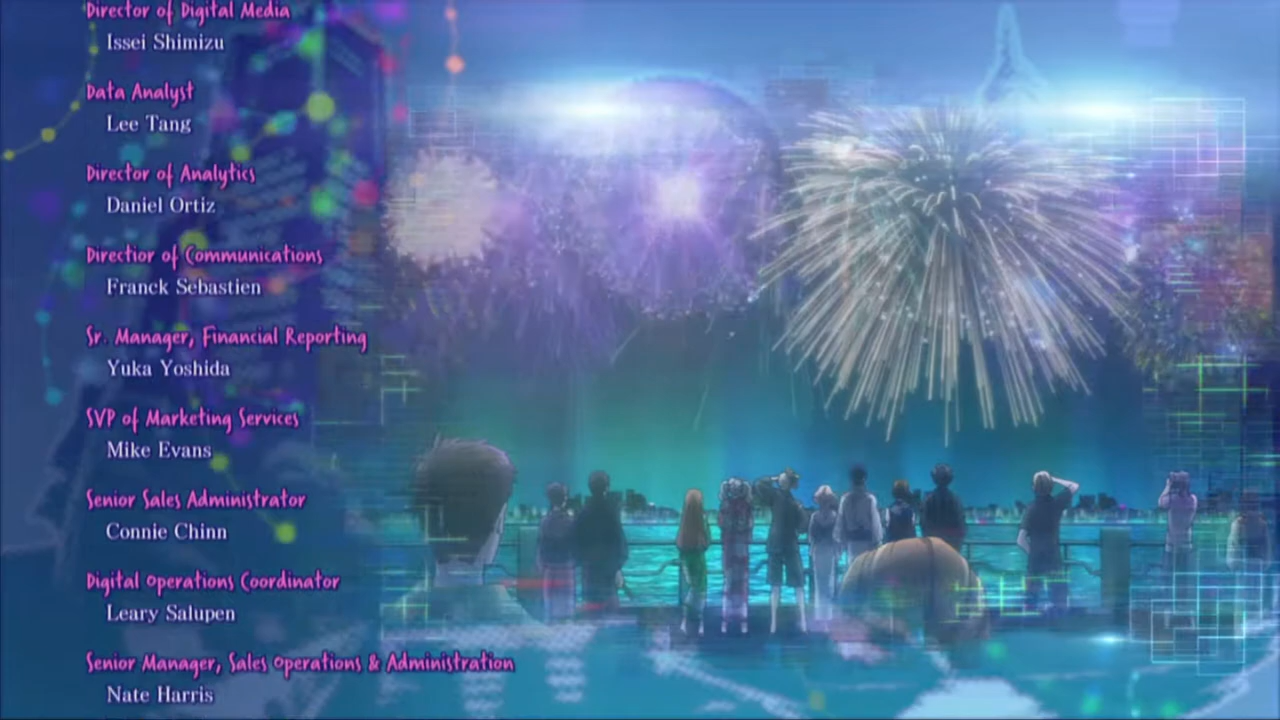 Director of Digital Media
Issei Shimizu
Data Analyst
Lee Tang
Director of Analytics
Daniel Ortiz
Directior of Communications
Franck Sebastien
Sr. Manager, Financial Reporting
Yuka Yoshida
SVP of Marketing Services
Mike Evans
Senior Sales Administrator
Connie Chinn
Digital Operations Coordinator
Leary Salupen
Senior Manager, Sales Operations & Administration
Nate Harris